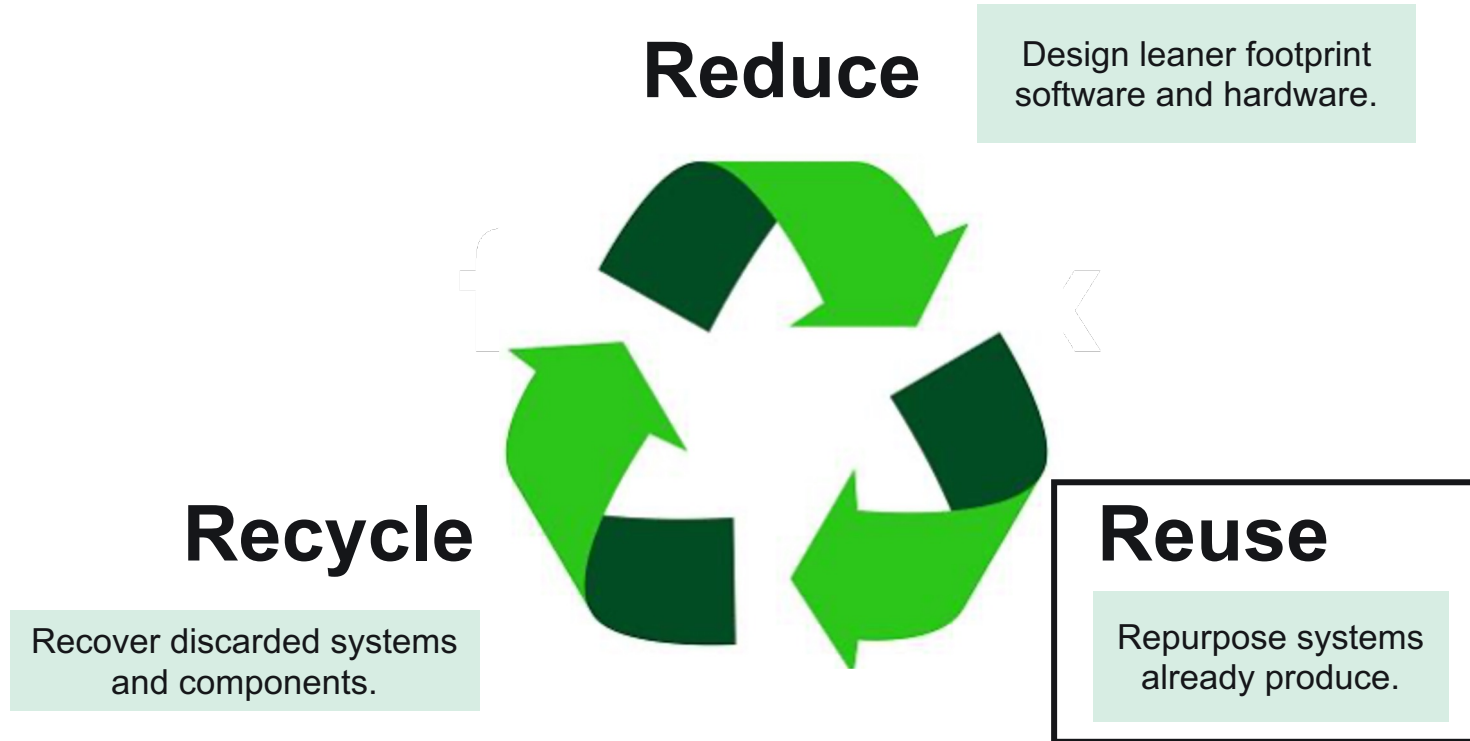 Reduce
Design leaner footprint
software and hardware.
Recycle
Recover discarded systems
and components.
Reuse
Repurpose systems
already produce.